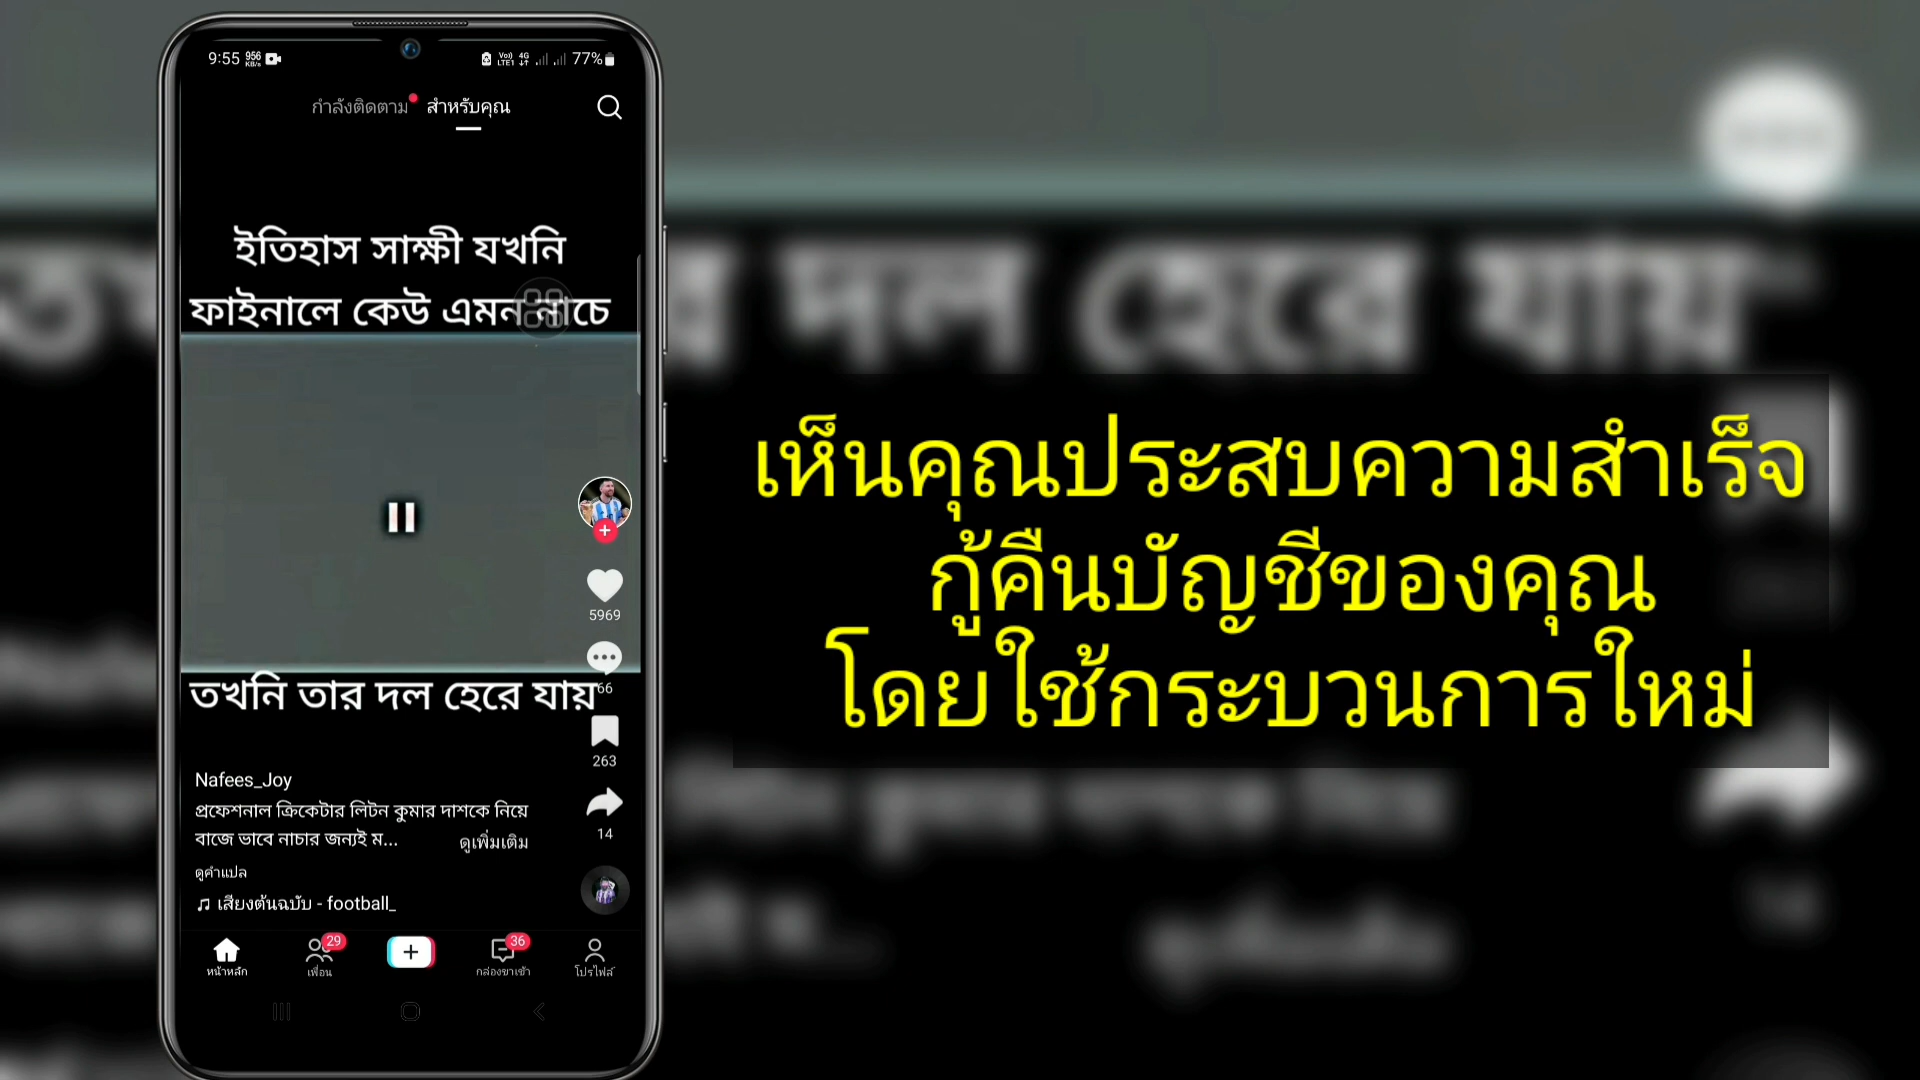 9:55 956 KB/s Vo) LTE1 4G 77%
กำลังติดตาม สำหรับคุณ
ইতিহাস সাক্ষী যখনি
ফাইনালে কেউ এমন নাচে
তখনি তার দল হেরে যায়
5969
66
263
14
Nafees_Joy
প্রফেশনাল ক্রিকেটার লিটন কুমার দাশকে নিয়ে
বাজে ভাবে নাচার জন্যই ম... ดูเพิ่มเติม
ดูคำแปล
เสียงต้นฉบับ - football_
29 36
หน้าหลัก เพื่อน กล่องขาเข้า โปรไฟล์
দল হেরে যায়
เห็นคุณประสบความสำเร็จ
กู้คืนบัญชีของคุณ
โดยใช้กระบวนการใหม่